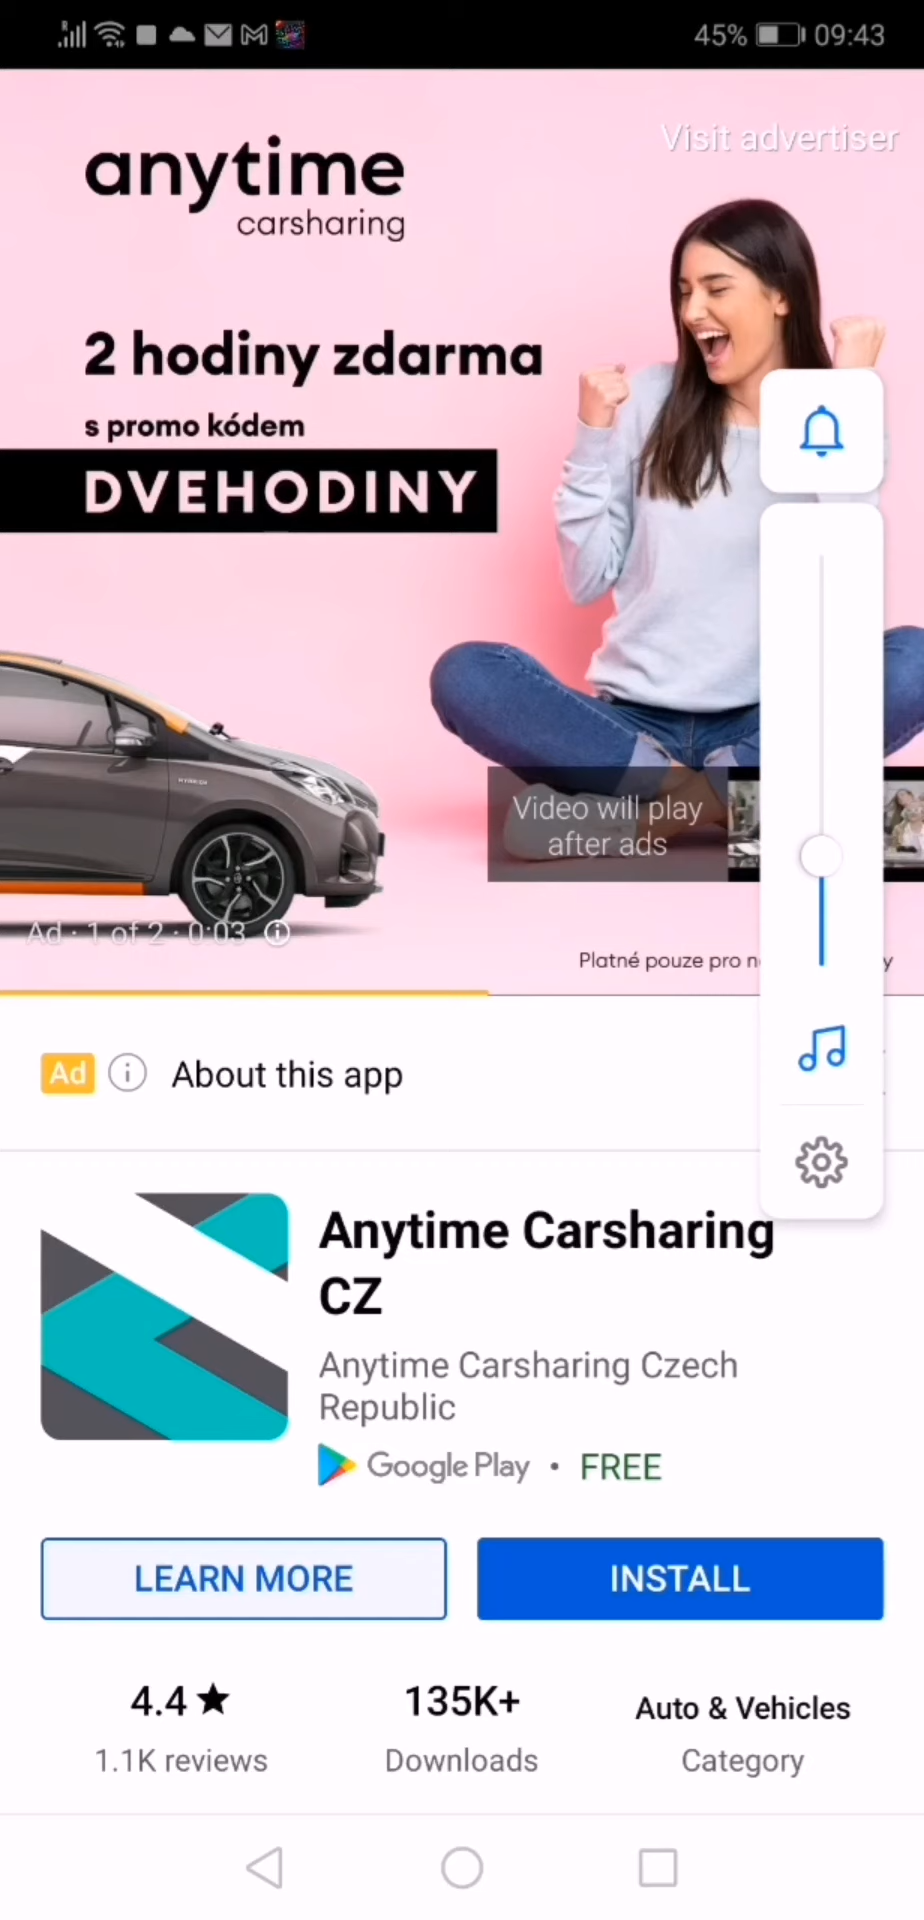 45% 09:43
Visit advertiser
anytime
carsharing
2 hodiny zdarma
s promo kódem
DVEHODINY
HYBRID
Video will play
after ads
Ad · 1 of 2 · 0:03
Platné pouze pro
Ad About this app
Anytime Carsharing
CZ
Anytime Carsharing Czech
Republic
Google Play • FREE
LEARN MORE
INSTALL
4.4 ★
1.1K reviews
135K+
Downloads
Auto & Vehicles
Category